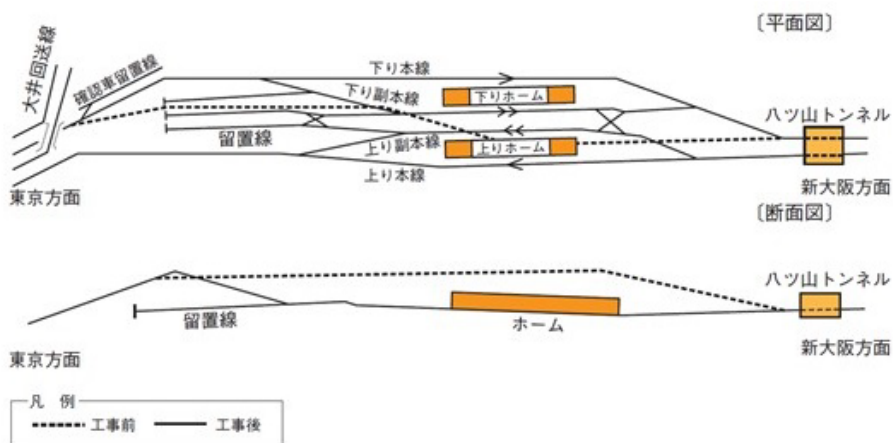 〔平面図〕
大井回送線
確認車留置線
下り本線
下り副本線
下りホーム
八ツ山トンネル
留置線
上り副本線
上りホーム
上り本線
東京方面
新大阪方面
〔断面図〕
八ツ山トンネル
留置線
ホーム
東京方面
新大阪方面
凡 例
工事前
工事後